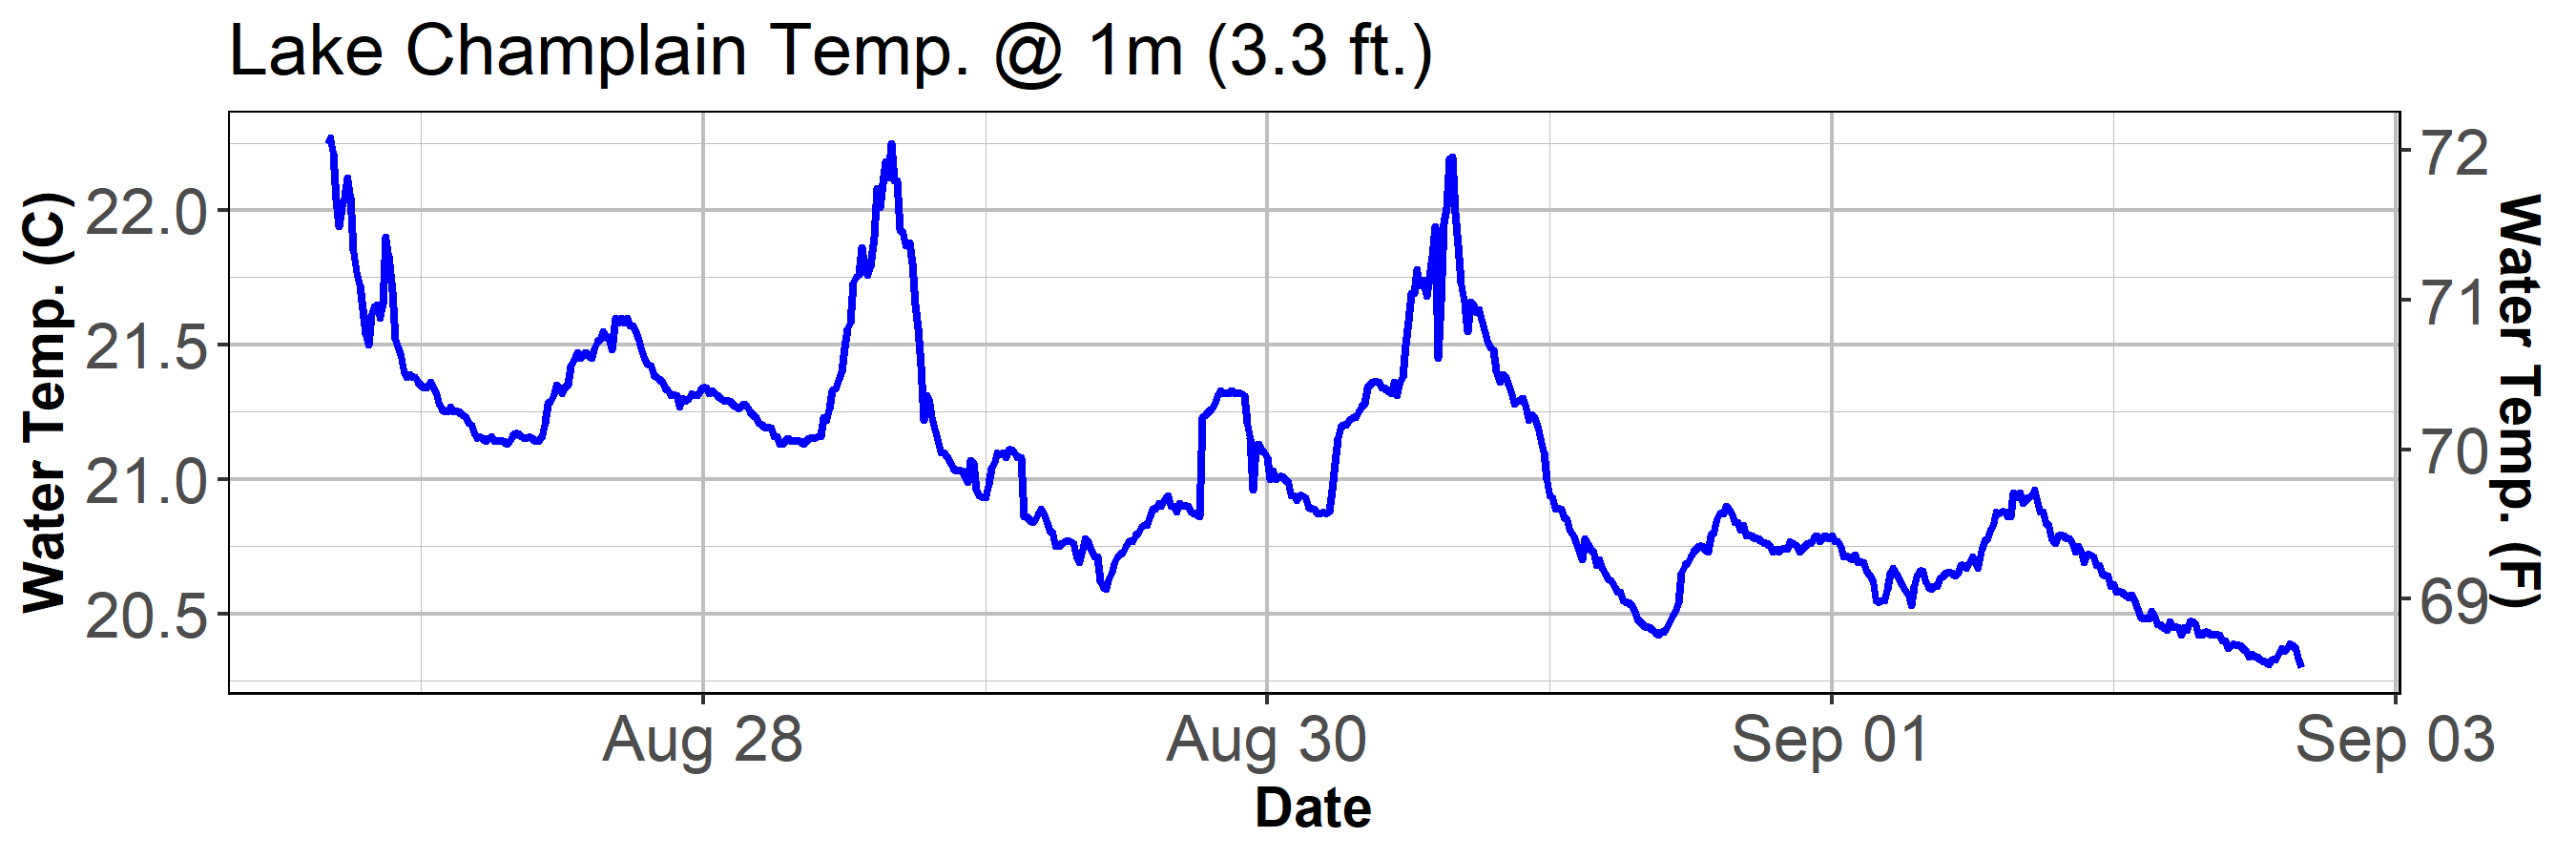 Lake Champlain Temp. @ 1m (3.3 ft.)
Water Temp. (C)
22.0
21.5
21.0
20.5
72
71
70
69
Water Temp. (F)
Aug 28
Aug 30
Sep 01
Sep 03
Date